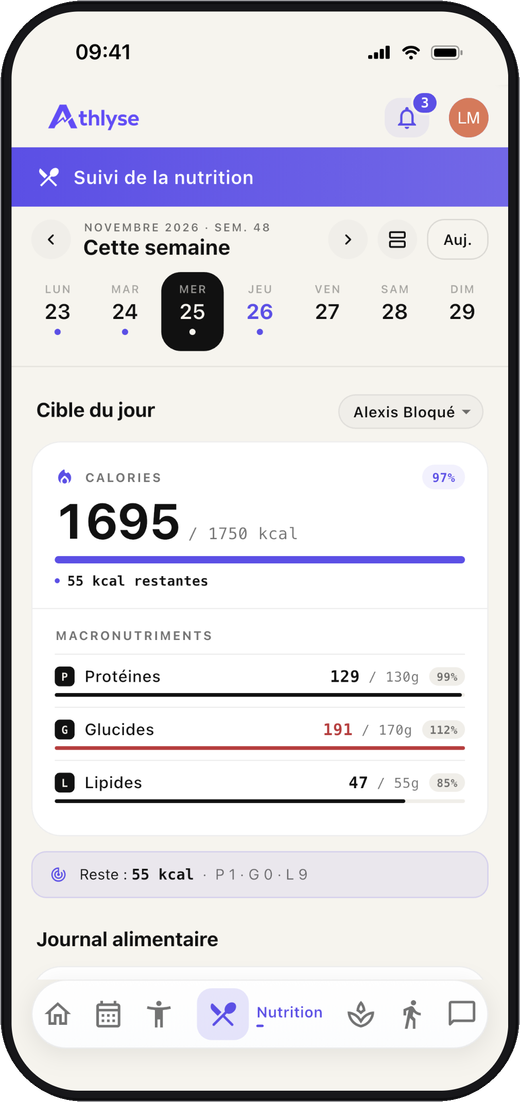 09:41
Athlyse
3
LM
Suivi de la nutrition
NOVEMBRE 2026 · SEM. 48
Cette semaine
Auj.
LUN MAR MER JEU VEN SAM DIM
23 24 25 26 27 28 29
Cible du jour
Alexis Bloqué
CALORIES
97%
1695 / 1750 kcal
55 kcal restantes
MACRONUTRIMENTS
P Protéines 129 / 130g 99%
G Glucides 191 / 170g 112%
L Lipides 47 / 55g 85%
Reste : 55 kcal · P 1 · G 0 · L 9
Journal alimentaire
Nutrition